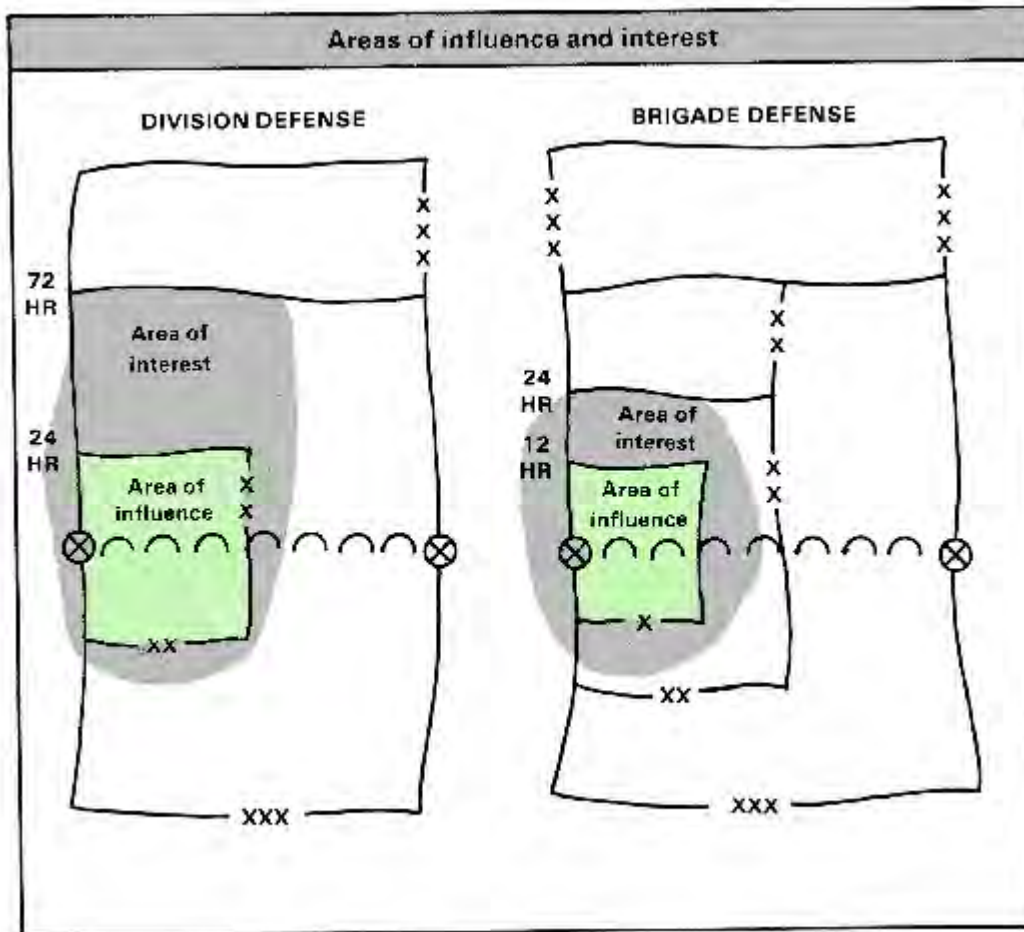 Areas of influence and interest
DIVISION DEFENSE
X
X
X
72
HR
Area of
interest
24
HR
Area of
influence
X
X
XX
XXX
BRIGADE DEFENSE
X
X
X
X
X
X
X
X
24
HR
Area of
interest
12
HR
X
X
Area of
influence
X
XX
XXX